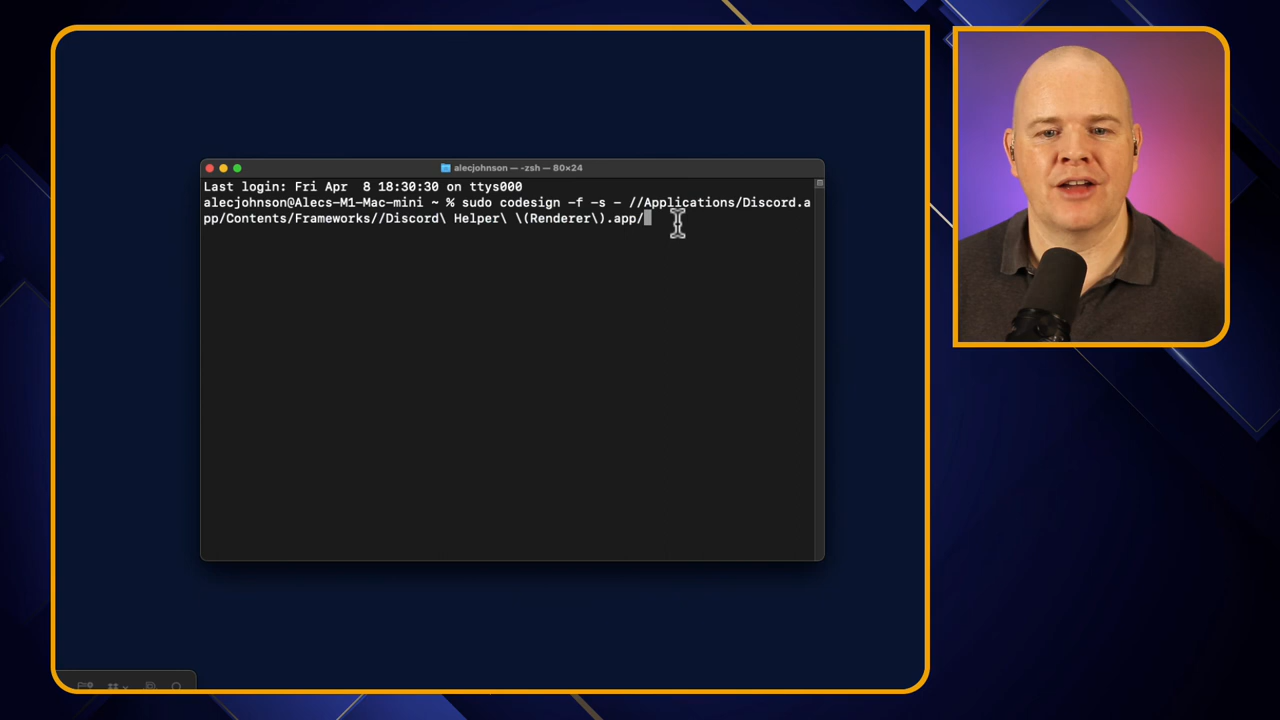 alecjohnson — -zsh — 80×24
Last login: Fri Apr  8 18:30:30 on ttys000
alecjohnson@Alecs-M1-Mac-mini ~ % sudo codesign -f -s - //Applications/Discord.a
pp/Contents/Frameworks//Discord\ Helper\ \(Renderer\).app/